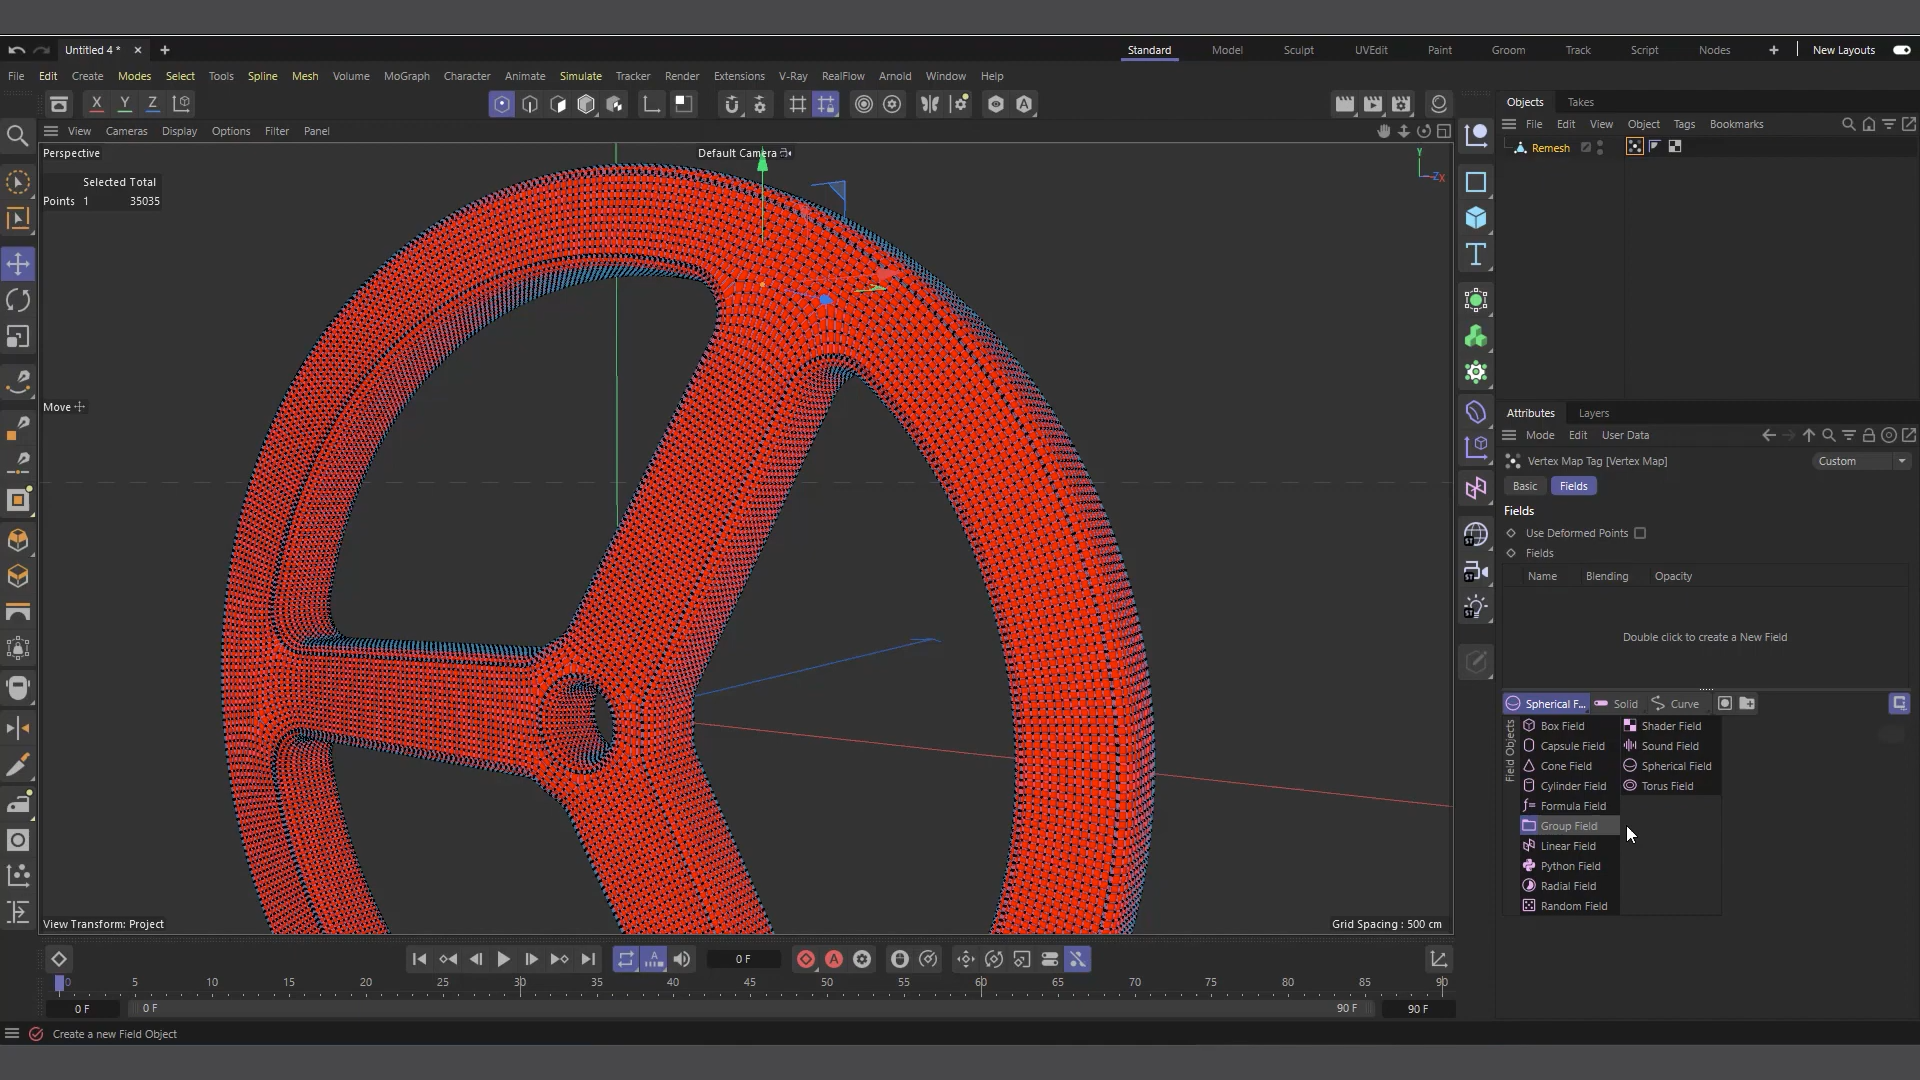 Untitled 4 *
Standard
Model
Sculpt
UVEdit
Paint
Groom
Track
Script
Nodes
New Layouts
File Edit Create Modes Select Tools Spline Mesh Volume MoGraph Character Animate Simulate Tracker Render Extensions V-Ray RealFlow Arnold Window Help
X Y Z
Objects Takes
View Cameras Display Options Filter Panel
File Edit View Object Tags Bookmarks
Perspective
Default Camera
Remesh
Selected Total
Points 1 35035
Y
Z X
Move
Attributes Layers
Mode Edit User Data
Vertex Map Tag [Vertex Map]
Custom
Basic Fields
Fields
Use Deformed Points
Fields
Name Blending Opacity
Double click to create a New Field
Spherical F... Solid Curve
Field Objects
Box Field
Capsule Field
Cone Field
Cylinder Field
Formula Field
Group Field
Linear Field
Python Field
Radial Field
Random Field
Shader Field
Sound Field
Spherical Field
Torus Field
View Transform: Project
Grid Spacing : 500 cm
0 F
0 5 10 15 20 25 30 35 40 45 50 55 60 65 70 75 80 85 90
0 F 0 F 90 F 90 F
Create a new Field Object